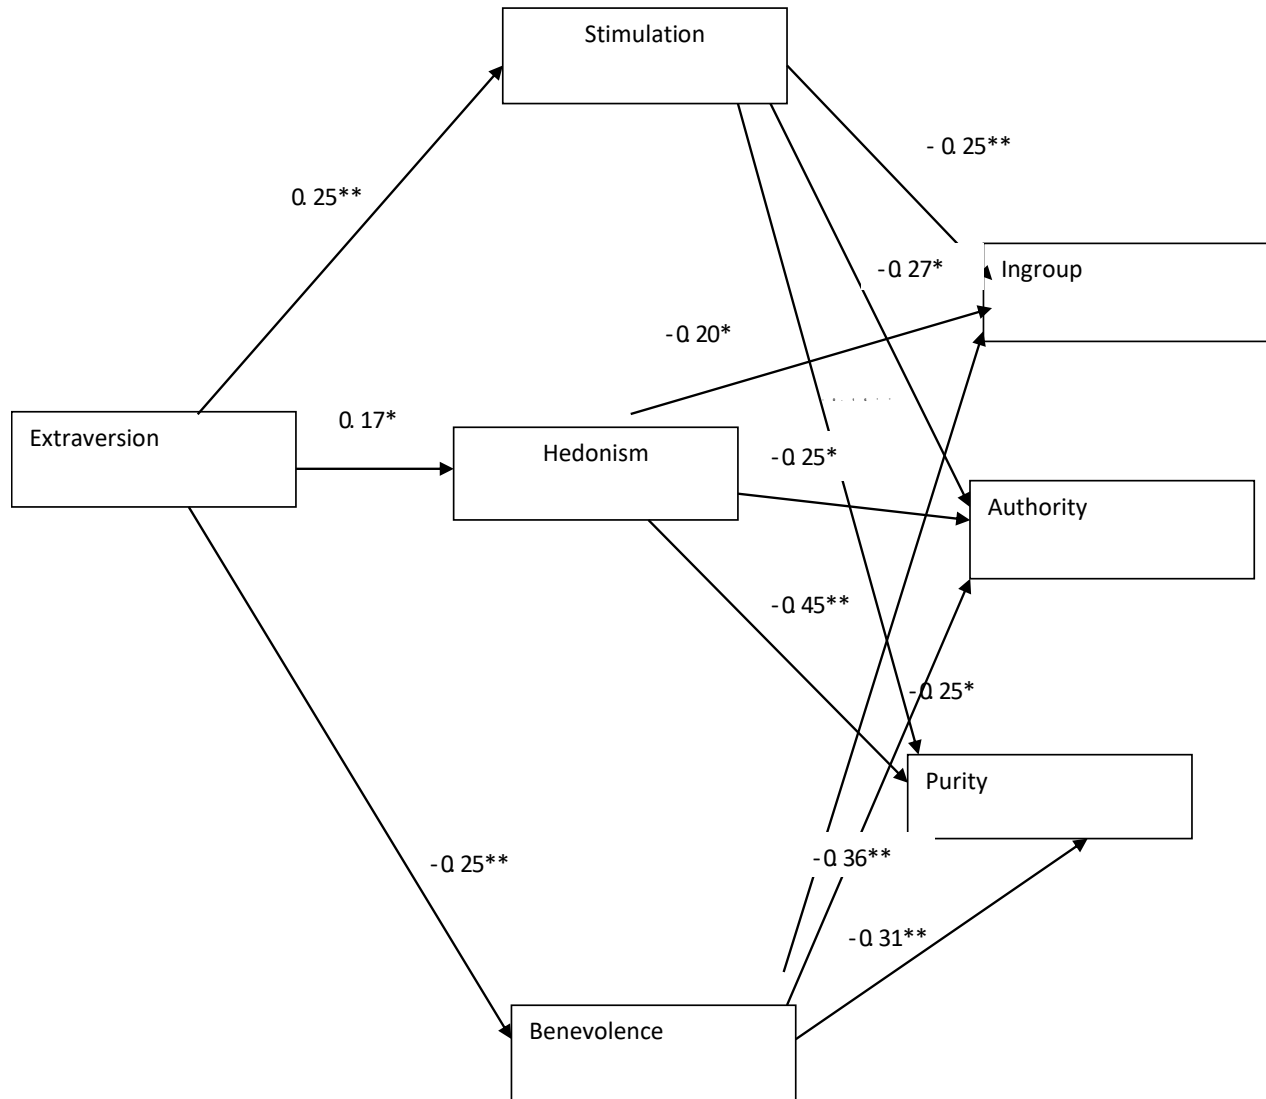 Stimulation
- 0.25**
0.25**
-0.27*
Ingroup
-0.20*
0.17*
Extraversion
Hedonism
-0.25*
Authority
-0.45**
-0.25*
Purity
-0.25**
-0.36**
-0.31**
Benevolence